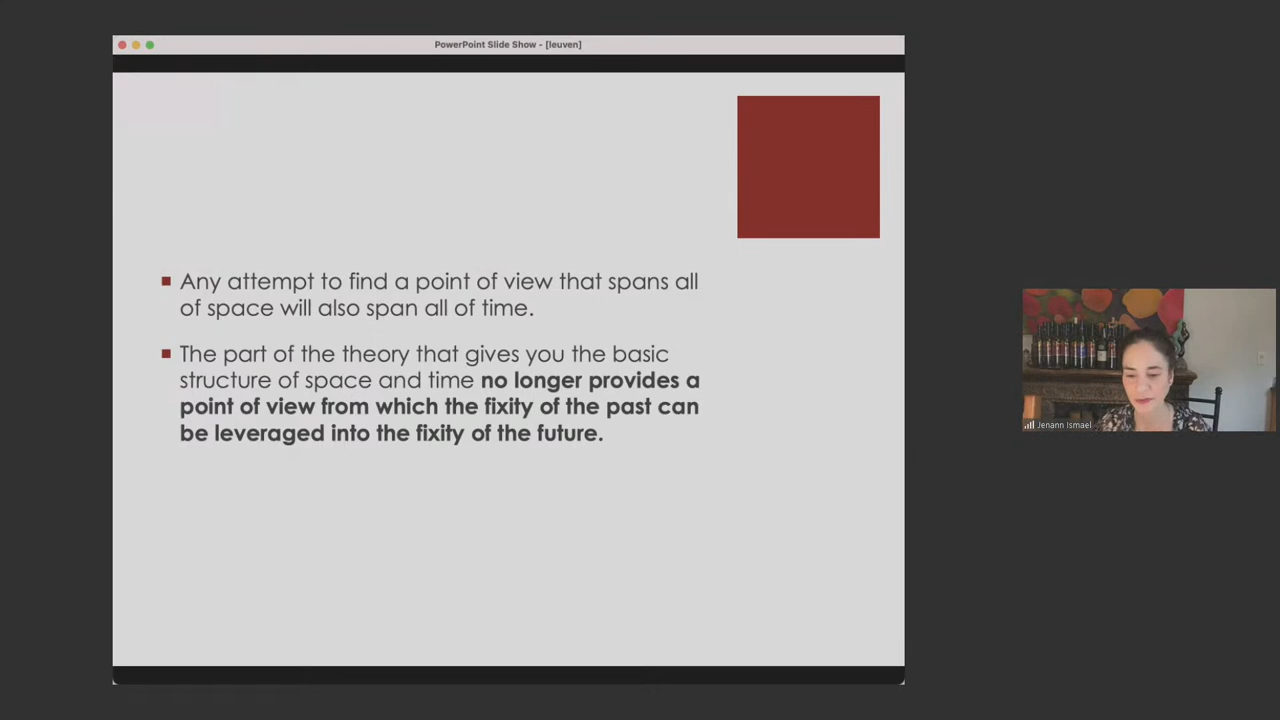 PowerPoint Slide Show - [leuven]
Any attempt to find a point of view that spans all
of space will also span all of time.
The part of the theory that gives you the basic
structure of space and time no longer provides a
point of view from which the fixity of the past can
be leveraged into the fixity of the future.
Jenann Ismael